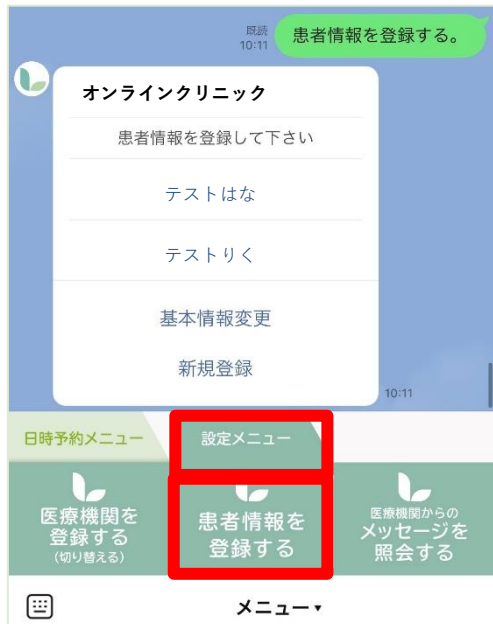 既読
10:11
患者情報を登録する。
オンラインクリニック
患者情報を登録して下さい
テストはな
テストりく
基本情報変更
新規登録
10:11
日時予約メニュー
設定メニュー
医療機関を
登録する
(切り替える)
患者情報を
登録する
医療機関からの
メッセージを
照会する
メニュー▾